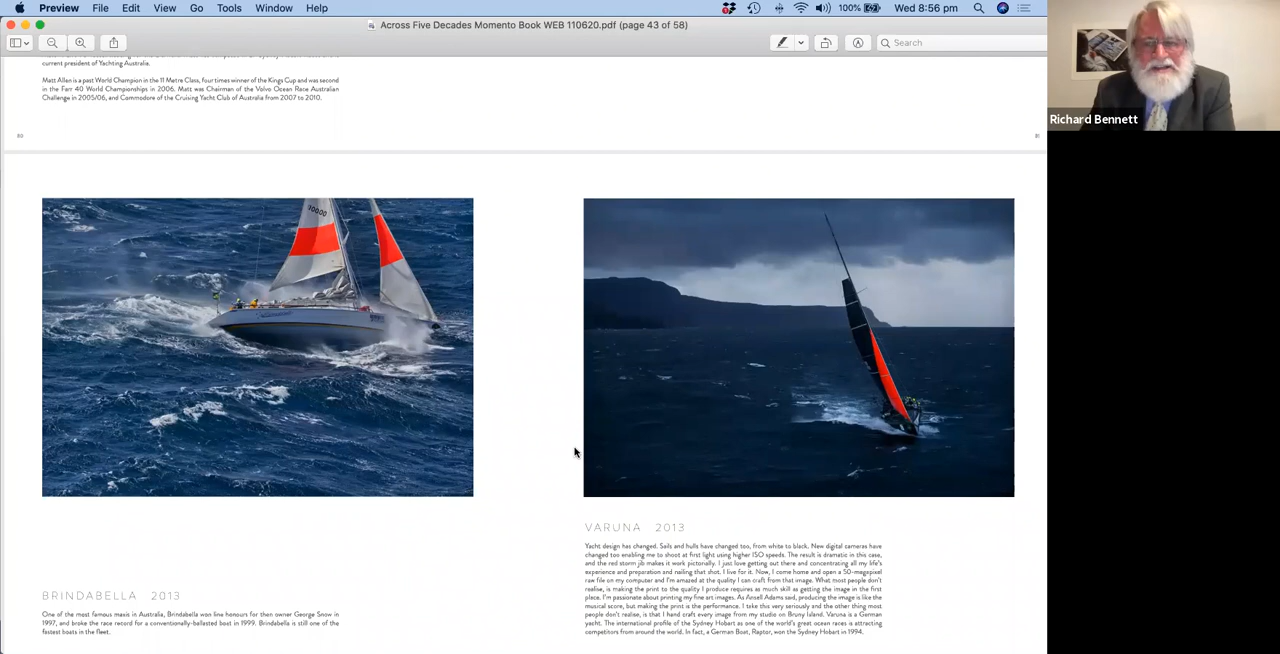 Preview File Edit View Go Tools Window Help
100% Wed 8:56 pm
Across Five Decades Momento Book WEB 110620.pdf (page 43 of 58)
Search
Richard Bennett
current president of Yachting Australia.
Matt Allen is a past World Champion in the 11 Metre Class, four times winner of the Kings Cup and was second
in the Farr 40 World Championships in 2006. Matt was Chairman of the Volvo Ocean Race Australian
Challenge in 2005/06, and Commodore of the Cruising Yacht Club of Australia from 2007 to 2010.
80
81
10000
BRINDABELLA 2013
One of the most famous maxis in Australia, Brindabella won line honours for then owner George Snow in
1997, and broke the race record for a conventionally-ballasted boat in 1999. Brindabella is still one of the
fastest boats in the fleet.
VARUNA 2013
Yacht design has changed. Sails and hulls have changed too, from white to black. New digital cameras have
changed too enabling me to shoot at first light using higher ISO speeds. The result is dramatic in this case,
and the red storm jib makes it work pictorially. I just love getting out there and concentrating all my life's
experience and preparation and nailing that shot. I live for it. Now, I come home and open a 50-megapixel
raw file on my computer and I'm amazed at the quality I can craft from that image. What most people don't
realise, is making the print to the quality I produce requires as much skill as getting the image in the first
place. I'm passionate about printing my fine art images. As Ansell Adams said, producing the image is like the
musical score, but making the print is the performance. I take this very seriously and the other thing most
people don't realise, is that I hand craft every image from my studio on Bruny Island. Varuna is a German
yacht. The international profile of the Sydney Hobart as one of the world's great ocean races is attracting
competitors from around the world. In fact, a German Boat, Raptor, won the Sydney Hobart in 1994.